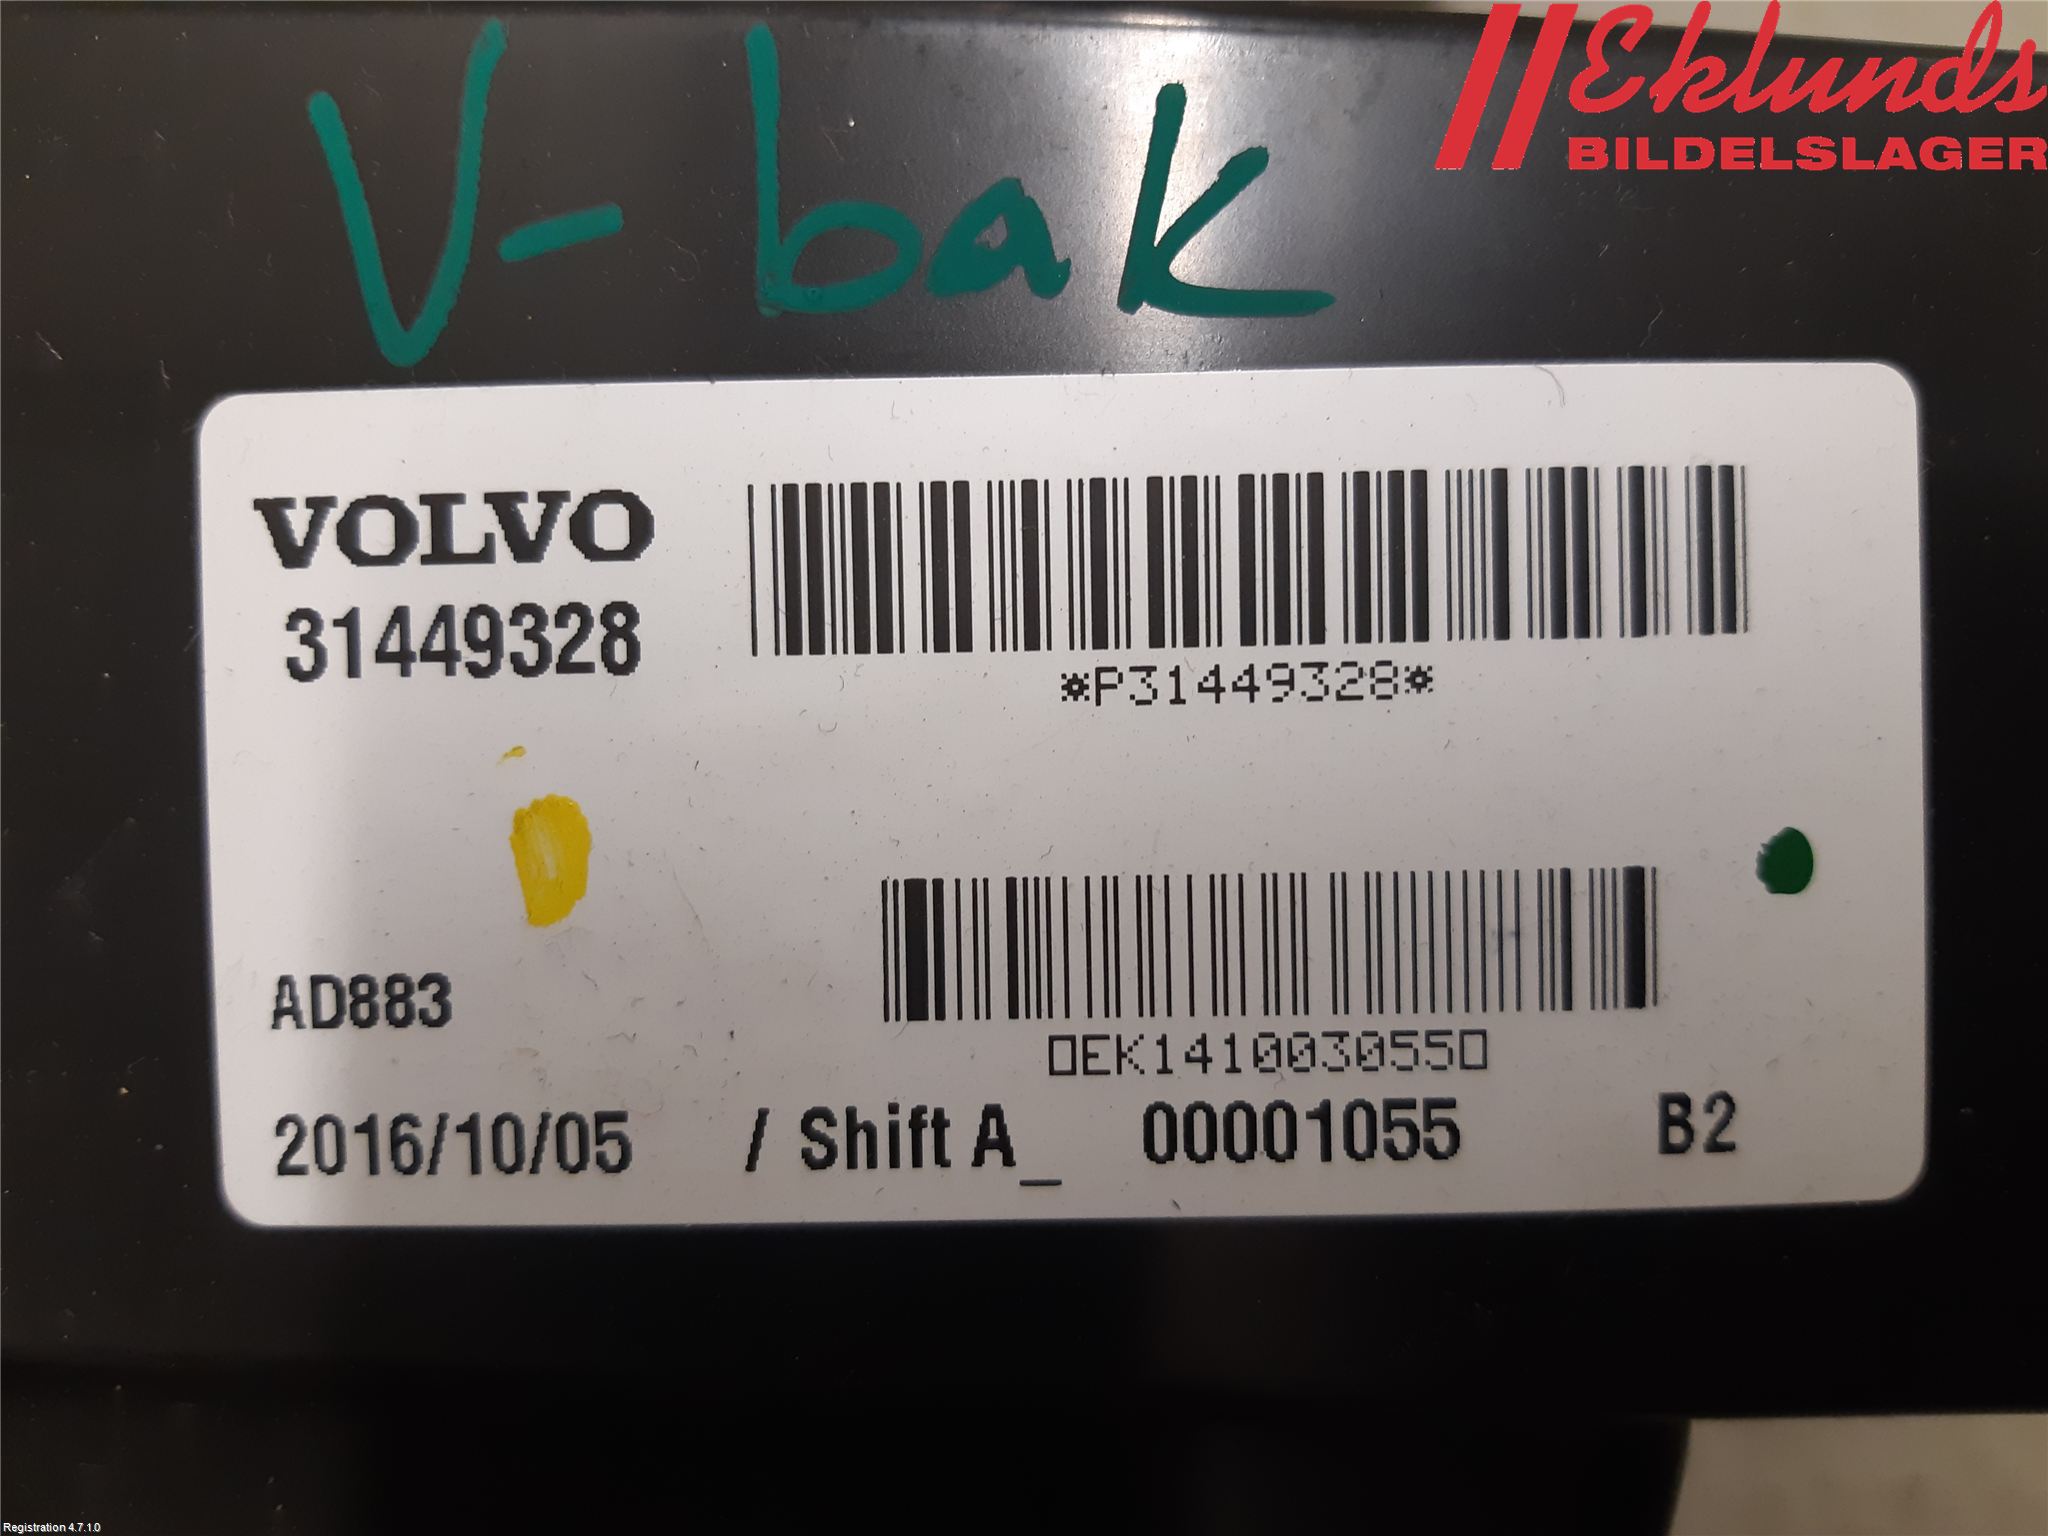 Eklunds
BILDELSLAGER
V-bak
VOLVO
31449328
*P31449328*
AD883
▯EK141003055▯
2016/10/05 / Shift A_ 00001055 B2
Registration 4.7.1.0